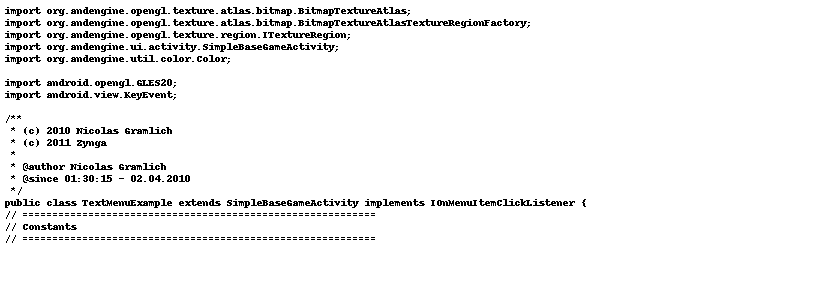 import org.andengine.opengl.texture.atlas.bitmap.BitmapTextureAtlas;
import org.andengine.opengl.texture.atlas.bitmap.BitmapTextureAtlasTextureRegionFactory;
import org.andengine.opengl.texture.region.ITextureRegion;
import org.andengine.ui.activity.SimpleBaseGameActivity;
import org.andengine.util.color.Color;

import android.opengl.GLES20;
import android.view.KeyEvent;

/**
 * (c) 2010 Nicolas Gramlich
 * (c) 2011 Zynga
 *
 * @author Nicolas Gramlich
 * @since 01:30:15 - 02.04.2010
 */
public class TextMenuExample extends SimpleBaseGameActivity implements IOnMenuItemClickListener {
// ===========================================================
// Constants
// ===========================================================